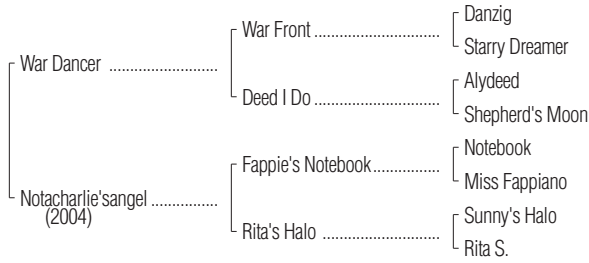 Danzig
War Front ..............................
Starry Dreamer
War Dancer ..........................
Alydeed
Deed I Do ..............................
Shepherd's Moon
Notebook
Fappie's Notebook................
Miss Fappiano
Notacharlie'sangel ................
(2004)
Sunny's Halo
Rita's Halo ............................
Rita S.